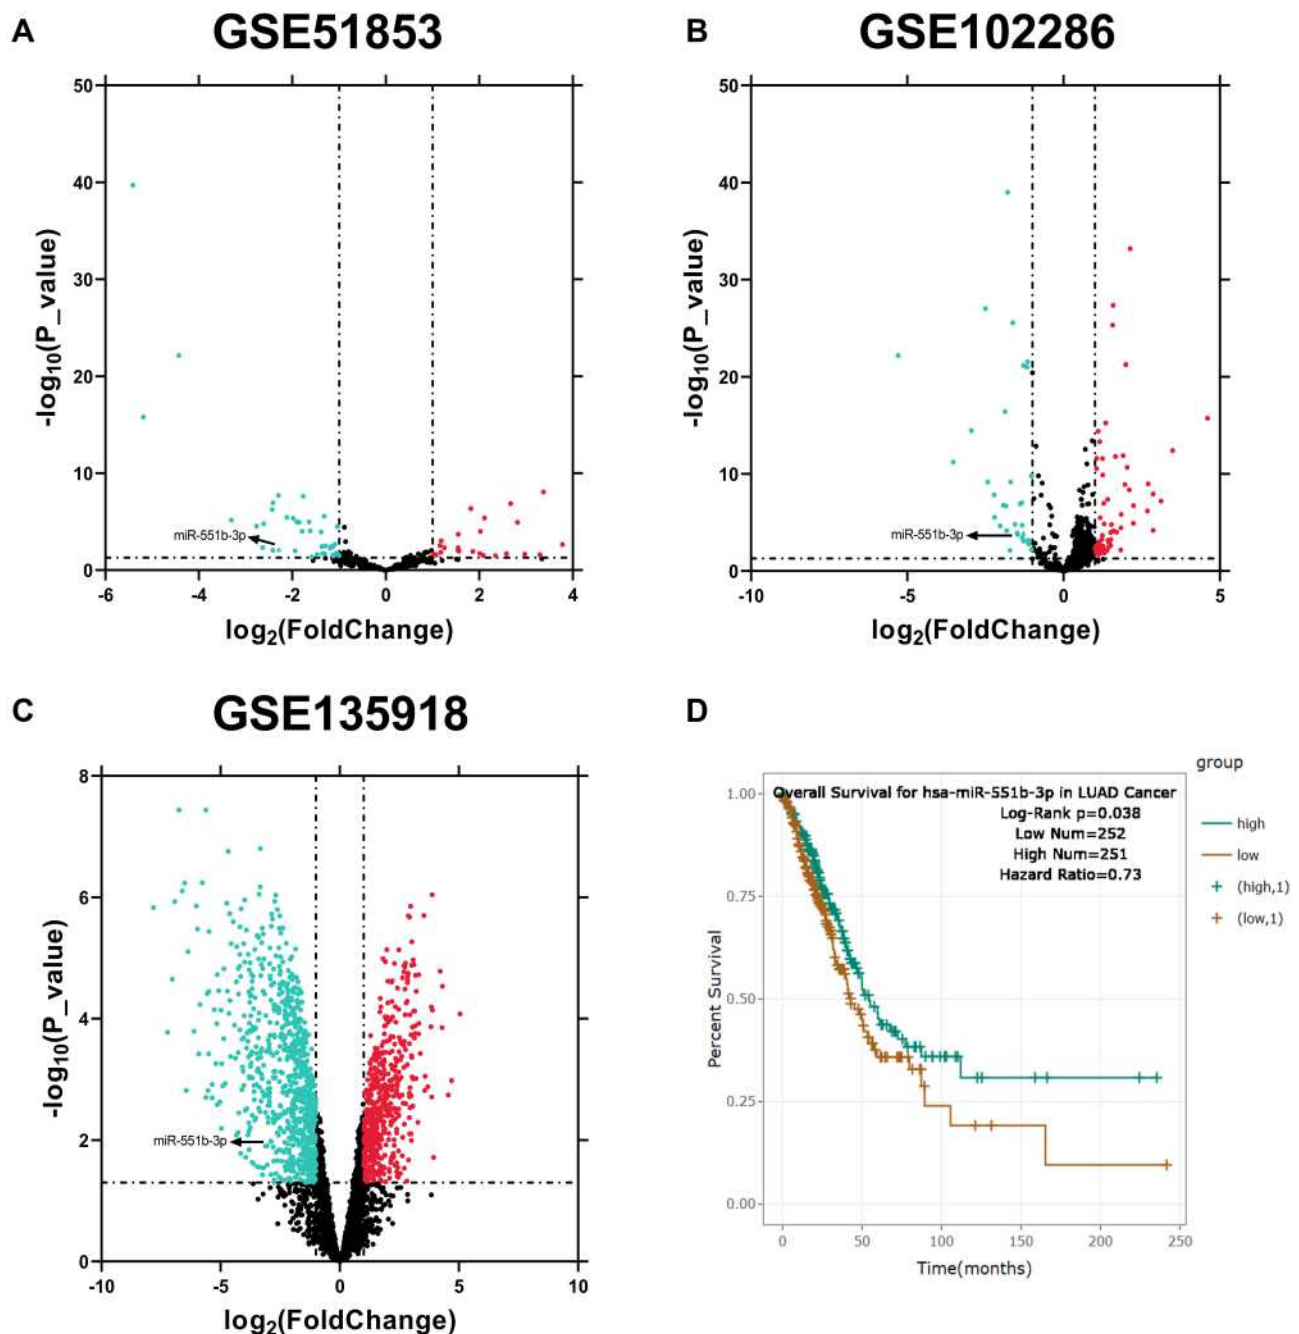 A
GSE51853
50
40
30
20
10
0
-log10(P_value)
miR-551b-3p
-6
-4
-2
0
2
4
log2(FoldChange)
B
GSE102286
50
40
30
20
10
0
-log10(P_value)
miR-551b-3p
-10
-5
0
5
log2(FoldChange)
C
GSE135918
8
6
4
2
0
-log10(P_value)
miR-551b-3p
-10
-5
0
5
10
log2(FoldChange)
D
Overall Survival for hsa-miR-551b-3p in LUAD Cancer
Log-Rank p=0.038
Low Num=252
High Num=251
Hazard Ratio=0.73
1.00
0.75
0.50
0.25
0.00
Percent Survival
0
50
100
150
200
250
Time(months)
group
high
low
(high,1)
(low,1)